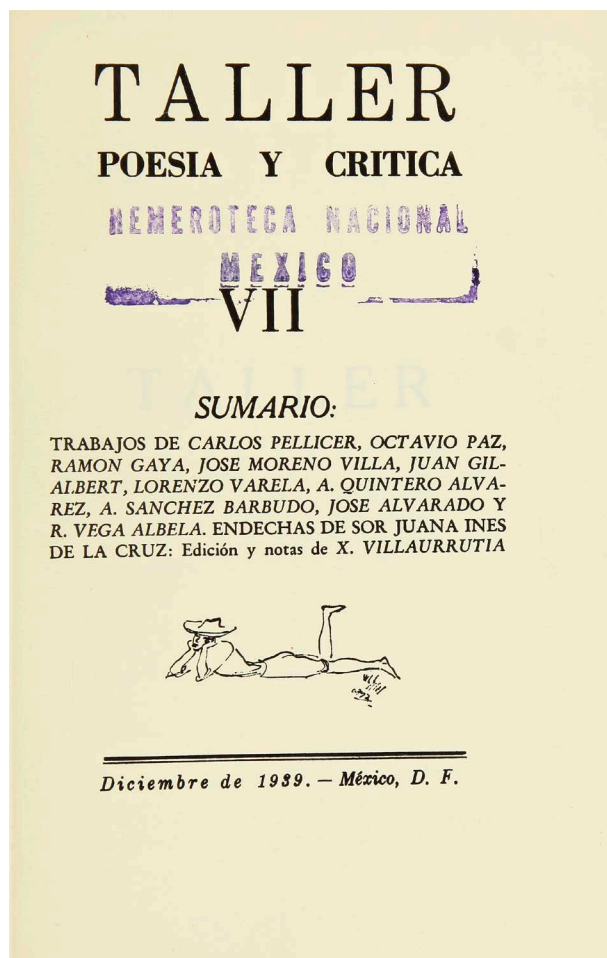 TALLER
POESIA Y CRITICA
HEMEROTECA NACIONAL
MEXICO
VII
SUMARIO:
TRABAJOS DE CARLOS PELLICER, OCTAVIO PAZ,
RAMON GAYA, JOSE MORENO VILLA, JUAN GIL-
ALBERT, LORENZO VARELA, A. QUINTERO ALVA-
REZ, A. SANCHEZ BARBUDO, JOSE ALVARADO Y
R. VEGA ALBELA. ENDECHAS DE SOR JUANA INES
DE LA CRUZ: Edición y notas de X. VILLAURRUTIA
Diciembre de 1939. — México, D. F.